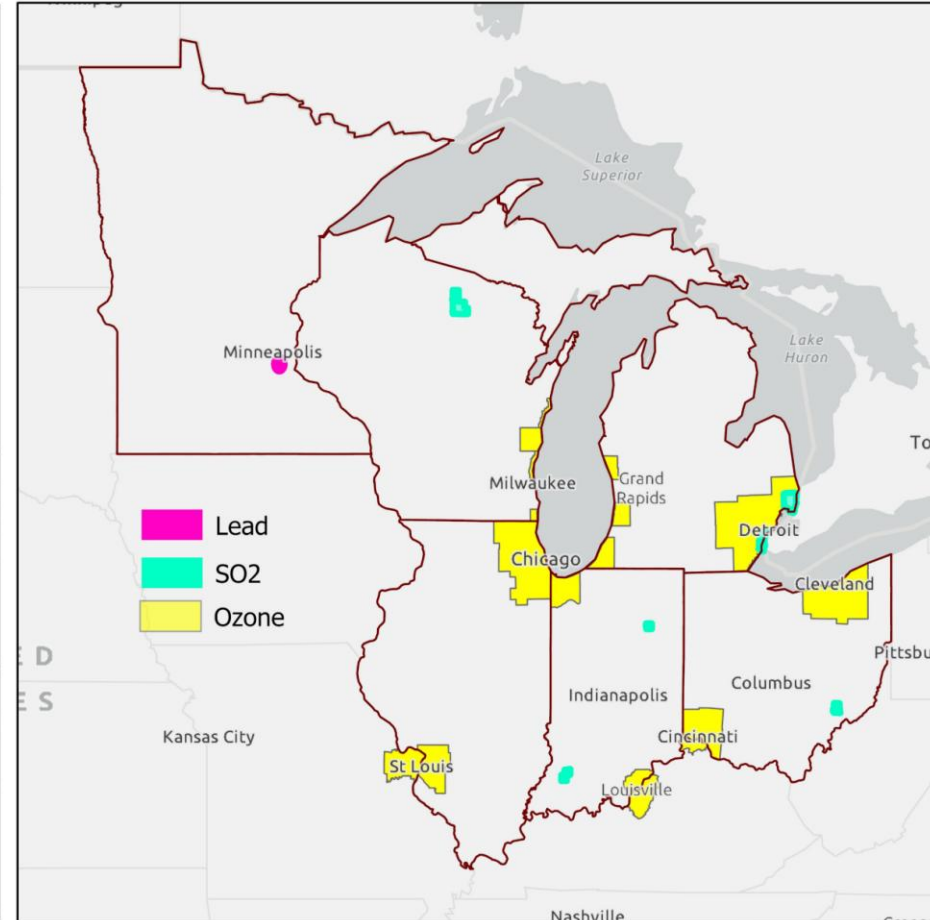 Lake
Superior
Lake
Huron
Minneapolis
To
Milwaukee
Grand
Rapids
Lead
SO2
Ozone
Detroit
Chicago
Cleveland
E D
E S
Pittsbu
Columbus
Indianapolis
Kansas City
Cincinnati
St Louis
Louisville
Nashville